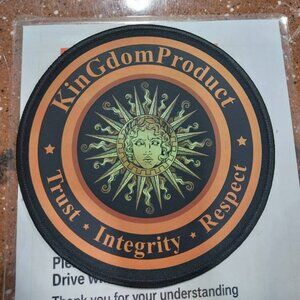 KinGdomProduct
Trust · Integrity · Respect
Drive
Thank you for your understanding